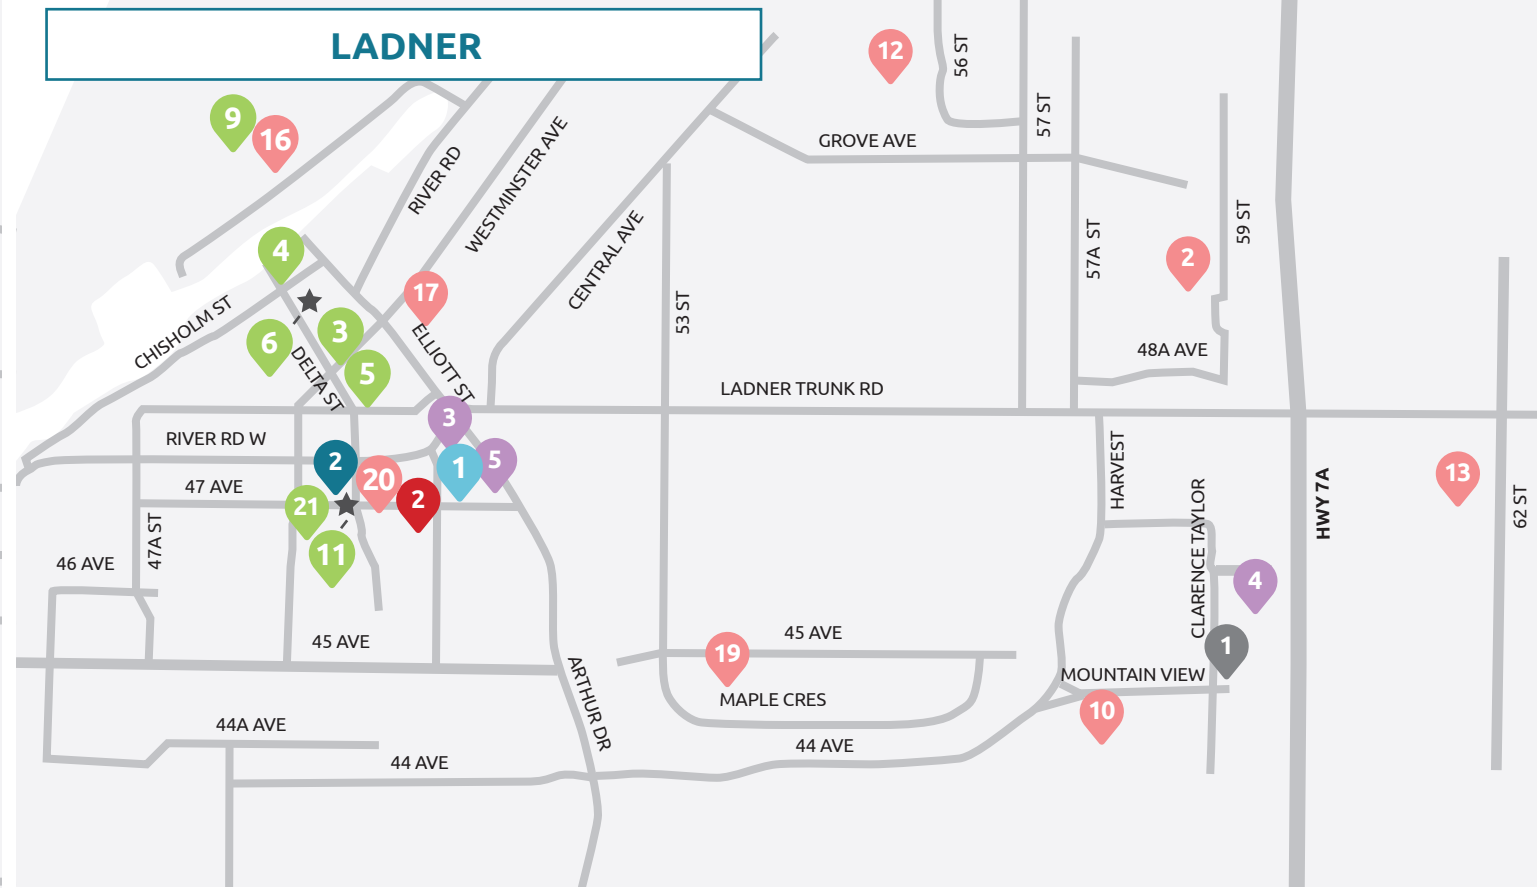 LADNER
12
56 ST
9
16
57 ST
GROVE AVE
RIVER RD
WESTMINSTER AVE
CENTRAL AVE
57A ST
59 ST
4
2
17
CHISHOLM ST
3
6
5
DELTA ST
ELLIOTT ST
53 ST
48A AVE
LADNER TRUNK RD
3
RIVER RD W
2
20
1
5
47 AVE
21
2
11
47A ST
46 AVE
HARVEST
CLARENCE TAYLOR
HWY 7A
13
62 ST
4
45 AVE
45 AVE
19
1
MOUNTAIN VIEW
ARTHUR DR
MAPLE CRES
10
44A AVE
44 AVE
44 AVE